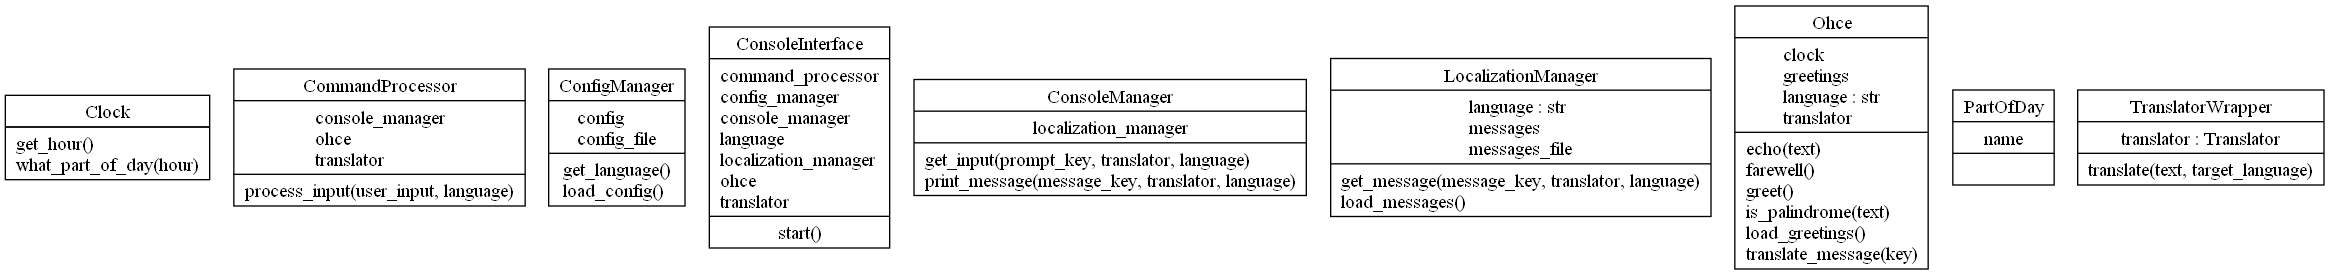 Clock
get_hour()
what_part_of_day(hour)
CommandProcessor
console_manager
ohce
translator
process_input(user_input, language)
ConfigManager
config
config_file
get_language()
load_config()
ConsoleInterface
command_processor
config_manager
console_manager
language
localization_manager
ohce
translator
start()
ConsoleManager
localization_manager
get_input(prompt_key, translator, language)
print_message(message_key, translator, language)
LocalizationManager
language : str
messages
messages_file
get_message(message_key, translator, language)
load_messages()
Ohce
clock
greetings
language : str
translator
echo(text)
farewell()
greet()
is_palindrome(text)
load_greetings()
translate_message(key)
PartOfDay
name
TranslatorWrapper
translator : Translator
translate(text, target_language)